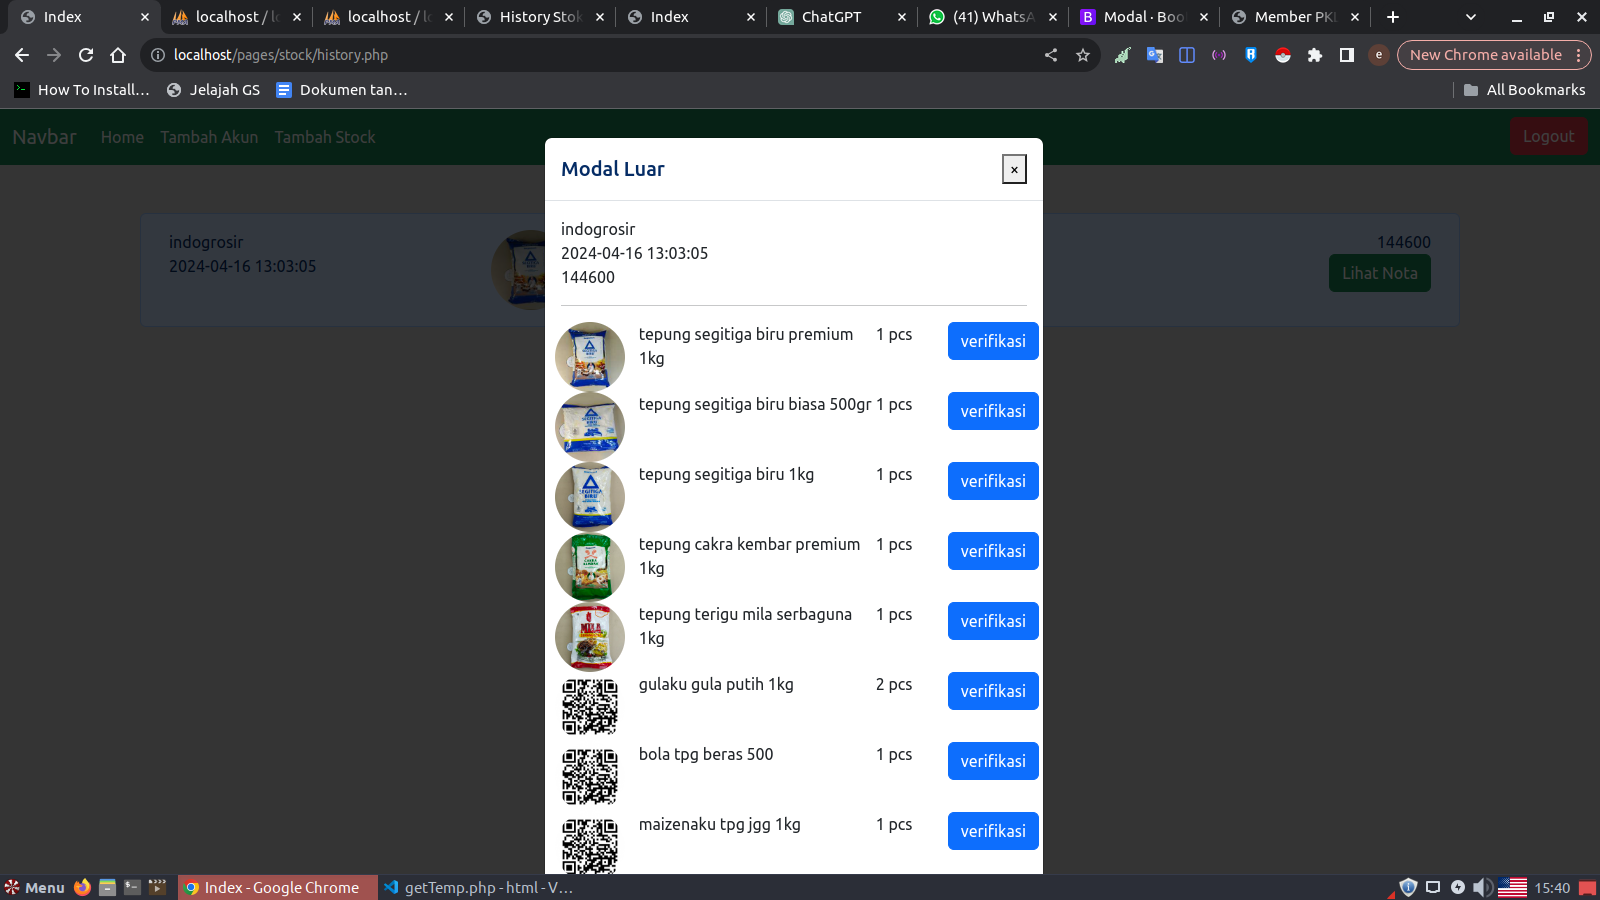 Index
localhost / lo
localhost / lo
History Stok
Index
ChatGPT
(41) WhatsA
Modal · Boo
Member PKL
localhost/pages/stock/history.php
New Chrome available
How To Install...
Jelajah GS
Dokumen tan...
All Bookmarks
Navbar
Home
Tambah Akun
Tambah Stock
Logout
Modal Luar
×
indogrosir
2024-04-16 13:03:05
144600
indogrosir
2024-04-16 13:03:05
144600
Lihat Nota
tepung segitiga biru premium
1kg
1 pcs
verifikasi
tepung segitiga biru biasa 500gr
1 pcs
verifikasi
tepung segitiga biru 1kg
1 pcs
verifikasi
tepung cakra kembar premium
1kg
1 pcs
verifikasi
tepung terigu mila serbaguna
1kg
1 pcs
verifikasi
gulaku gula putih 1kg
2 pcs
verifikasi
bola tpg beras 500
1 pcs
verifikasi
maizenaku tpg jgg 1kg
1 pcs
verifikasi
Menu
Index - Google Chrome
getTemp.php - html - V...
15:40